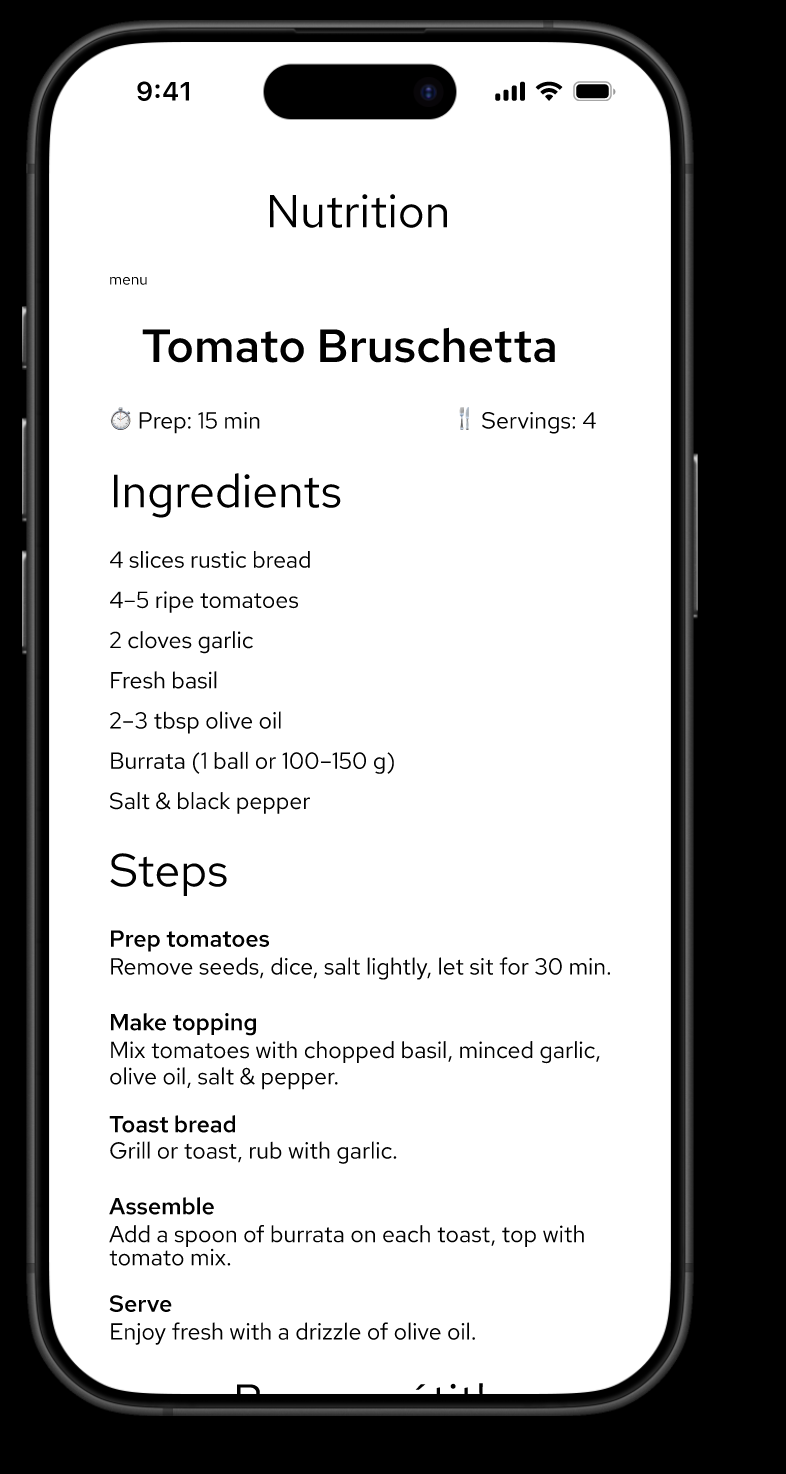 9:41
Nutrition
menu
Tomato Bruschetta
⏱ Prep: 15 min
🍴 Servings: 4
Ingredients
4 slices rustic bread
4–5 ripe tomatoes
2 cloves garlic
Fresh basil
2–3 tbsp olive oil
Burrata (1 ball or 100–150 g)
Salt & black pepper
Steps
Prep tomatoes
Remove seeds, dice, salt lightly, let sit for 30 min.
Make topping
Mix tomatoes with chopped basil, minced garlic,
olive oil, salt & pepper.
Toast bread
Grill or toast, rub with garlic.
Assemble
Add a spoon of burrata on each toast, top with
tomato mix.
Serve
Enjoy fresh with a drizzle of olive oil.